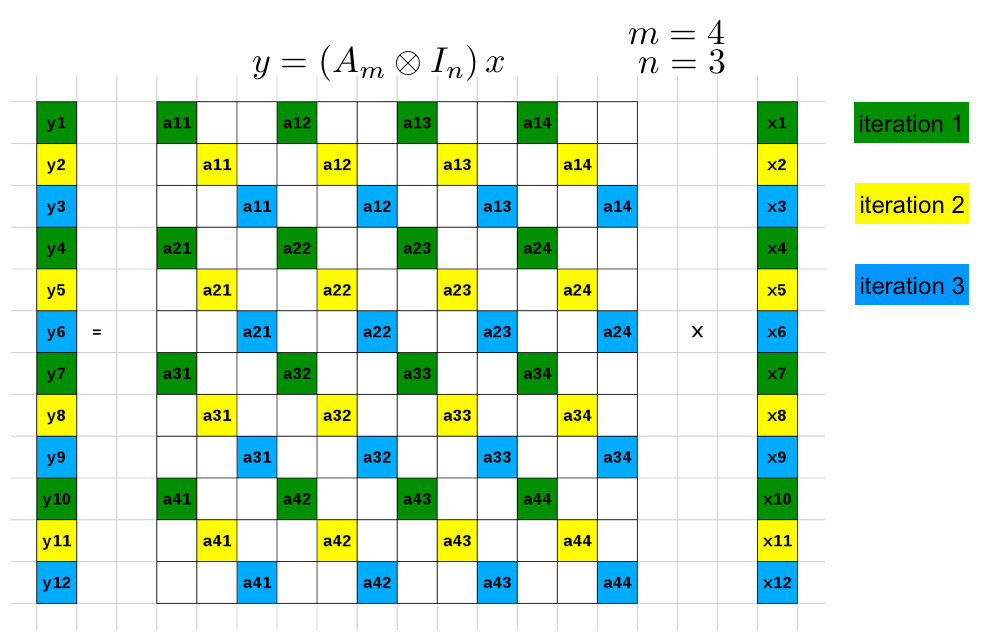 y = (Aₘ ⊗ Iₙ) x
m = 4
n = 3
y1 a11 a12 a13 a14 x1 iteration 1
y2 a11 a12 a13 a14 x2
y3 a11 a12 a13 a14 x3 iteration 2
y4 a21 a22 a23 a24 x4
y5 a21 a22 a23 a24 x5 iteration 3
y6 = a21 a22 a23 a24 x x6
y7 a31 a32 a33 a34 x7
y8 a31 a32 a33 a34 x8
y9 a31 a32 a33 a34 x9
y10 a41 a42 a43 a44 x10
y11 a41 a42 a43 a44 x11
y12 a41 a42 a43 a44 x12